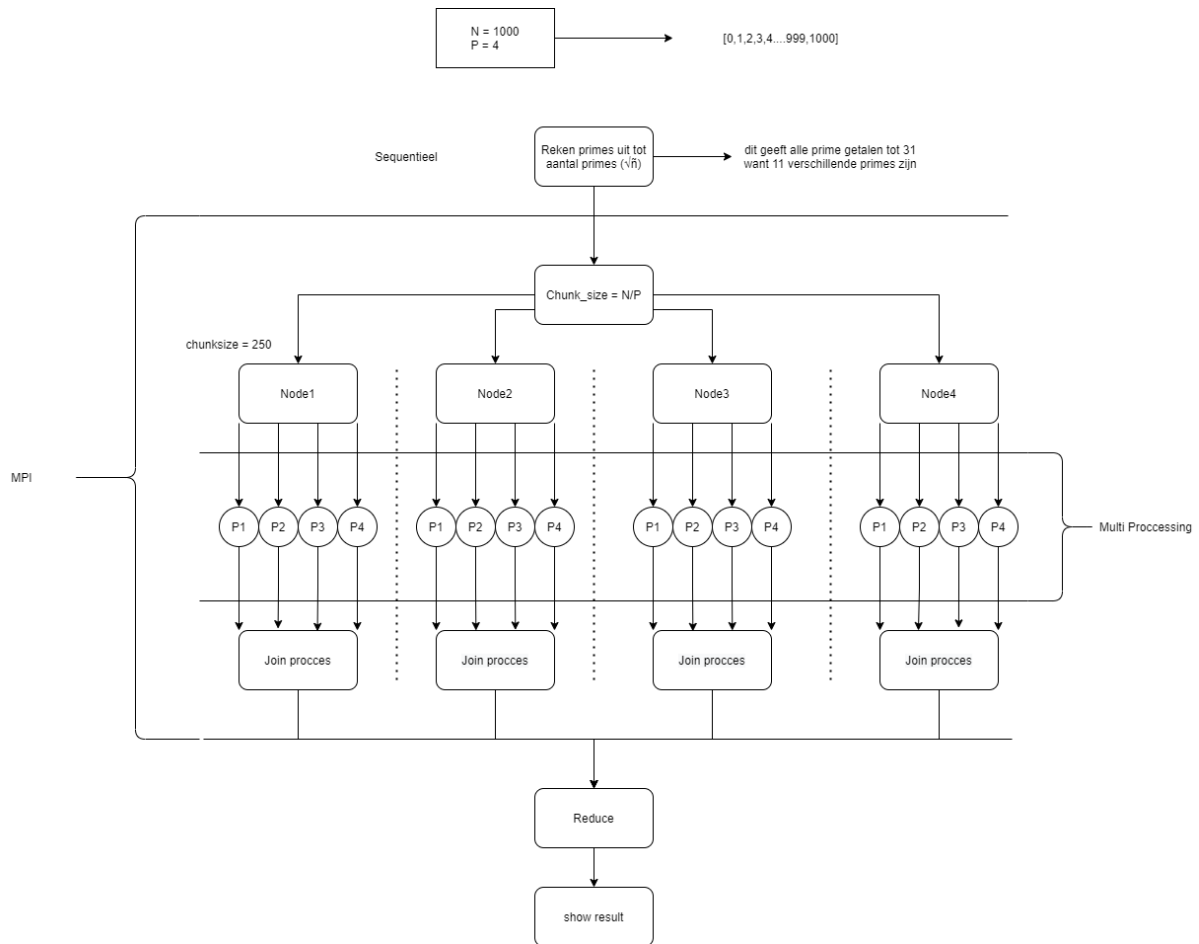 N = 1000
P = 4
[0,1,2,3,4....999,1000]
Sequentieel
Reken primes uit tot
aantal primes (√ñ)
dit geeft alle prime getalen tot 31
want 11 verschillende primes zijn
Chunk_size = N/P
chunksize = 250
Node1
Node2
Node3
Node4
MPI
P1
P2
P3
P4
P1
P2
P3
P4
P1
P2
P3
P4
P1
P2
P3
P4
Multi Proccessing
Join procces
Join procces
Join procces
Join procces
Reduce
show result